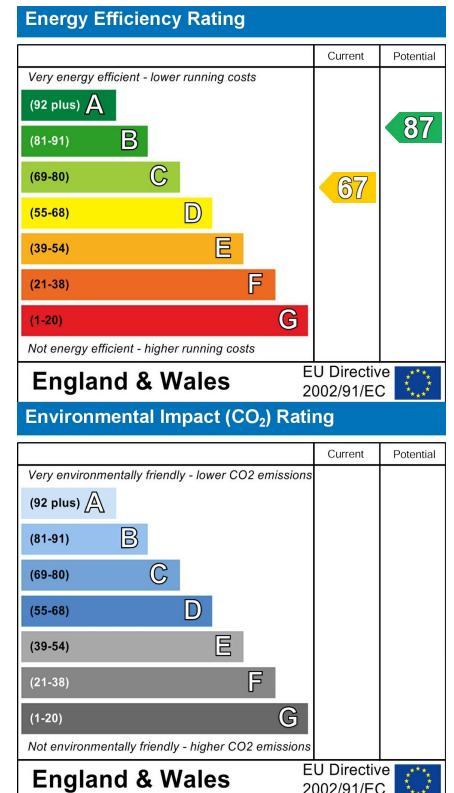 Energy Efficiency Rating
Current Potential
Very energy efficient - lower running costs
(92 plus) A
(81-91) B
87
(69-80) C
67
(55-68) D
(39-54) E
(21-38) F
(1-20) G
Not energy efficient - higher running costs
England & Wales
EU Directive
2002/91/EC
Environmental Impact (CO₂) Rating
Current Potential
Very environmentally friendly - lower CO2 emissions
(92 plus) A
(81-91) B
(69-80) C
(55-68) D
(39-54) E
(21-38) F
(1-20) G
Not environmentally friendly - higher CO2 emissions
England & Wales
EU Directive
2002/91/EC